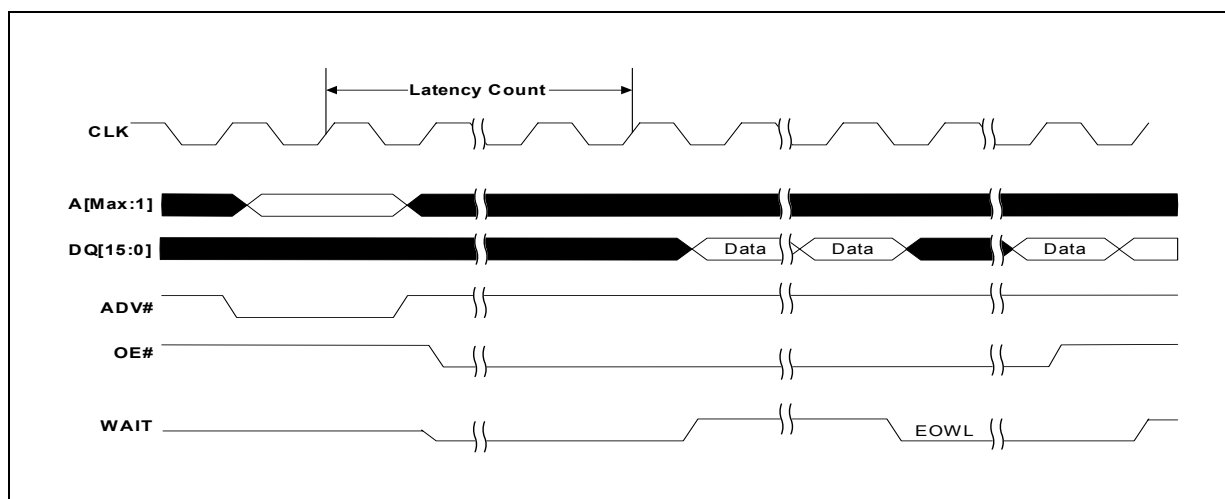 Latency Count
CLK
A[Max:1]
DQ[15:0]
Data
Data
Data
ADV#
OE#
WAIT
EOWL